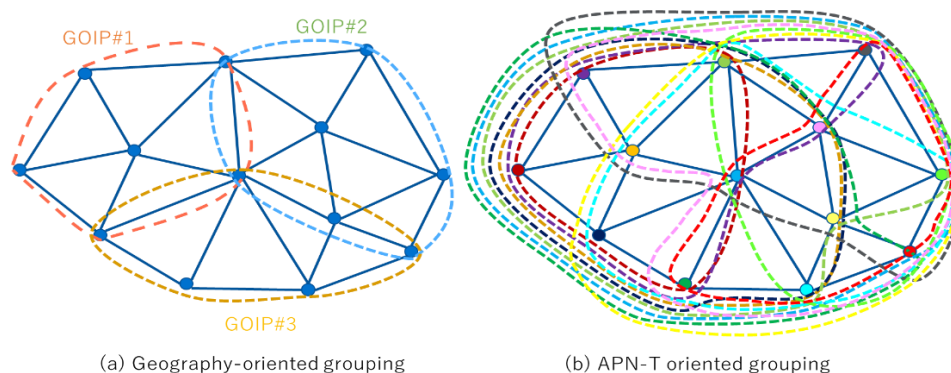 GOIP#1
GOIP#2
GOIP#3
(a) Geography-oriented grouping
(b) APN-T oriented grouping